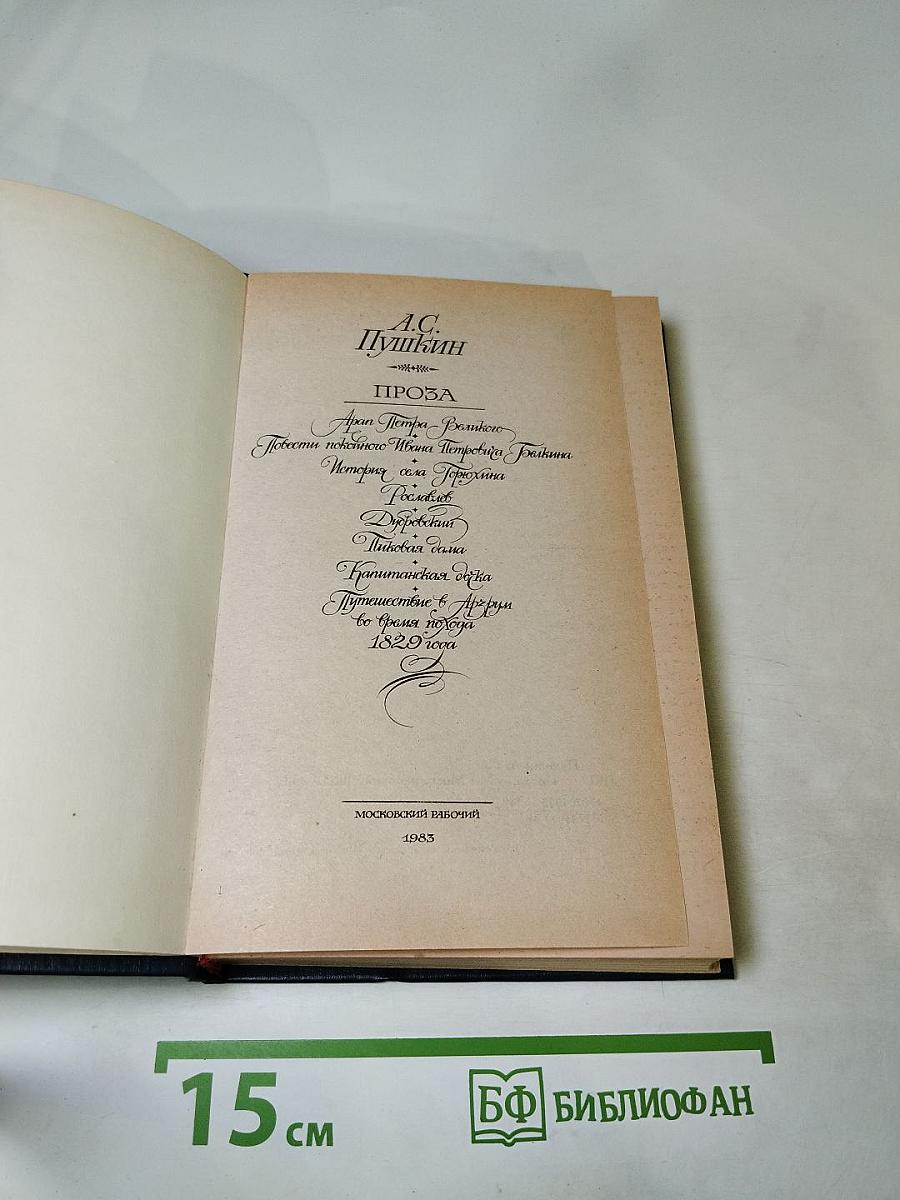 А.С.
Пушкин
ПРОЗА
Арап Петра Великого
Повести покойного Ивана Петровича Белкина
История села Горюхина
Рославлев
Дубровский
Пиковая дама
Капитанская дочка
Путешествие в Арзрум
во время похода
1829 года
МОСКОВСКИЙ РАБОЧИЙ
1983
15 см
БФ БИБЛИОФАН